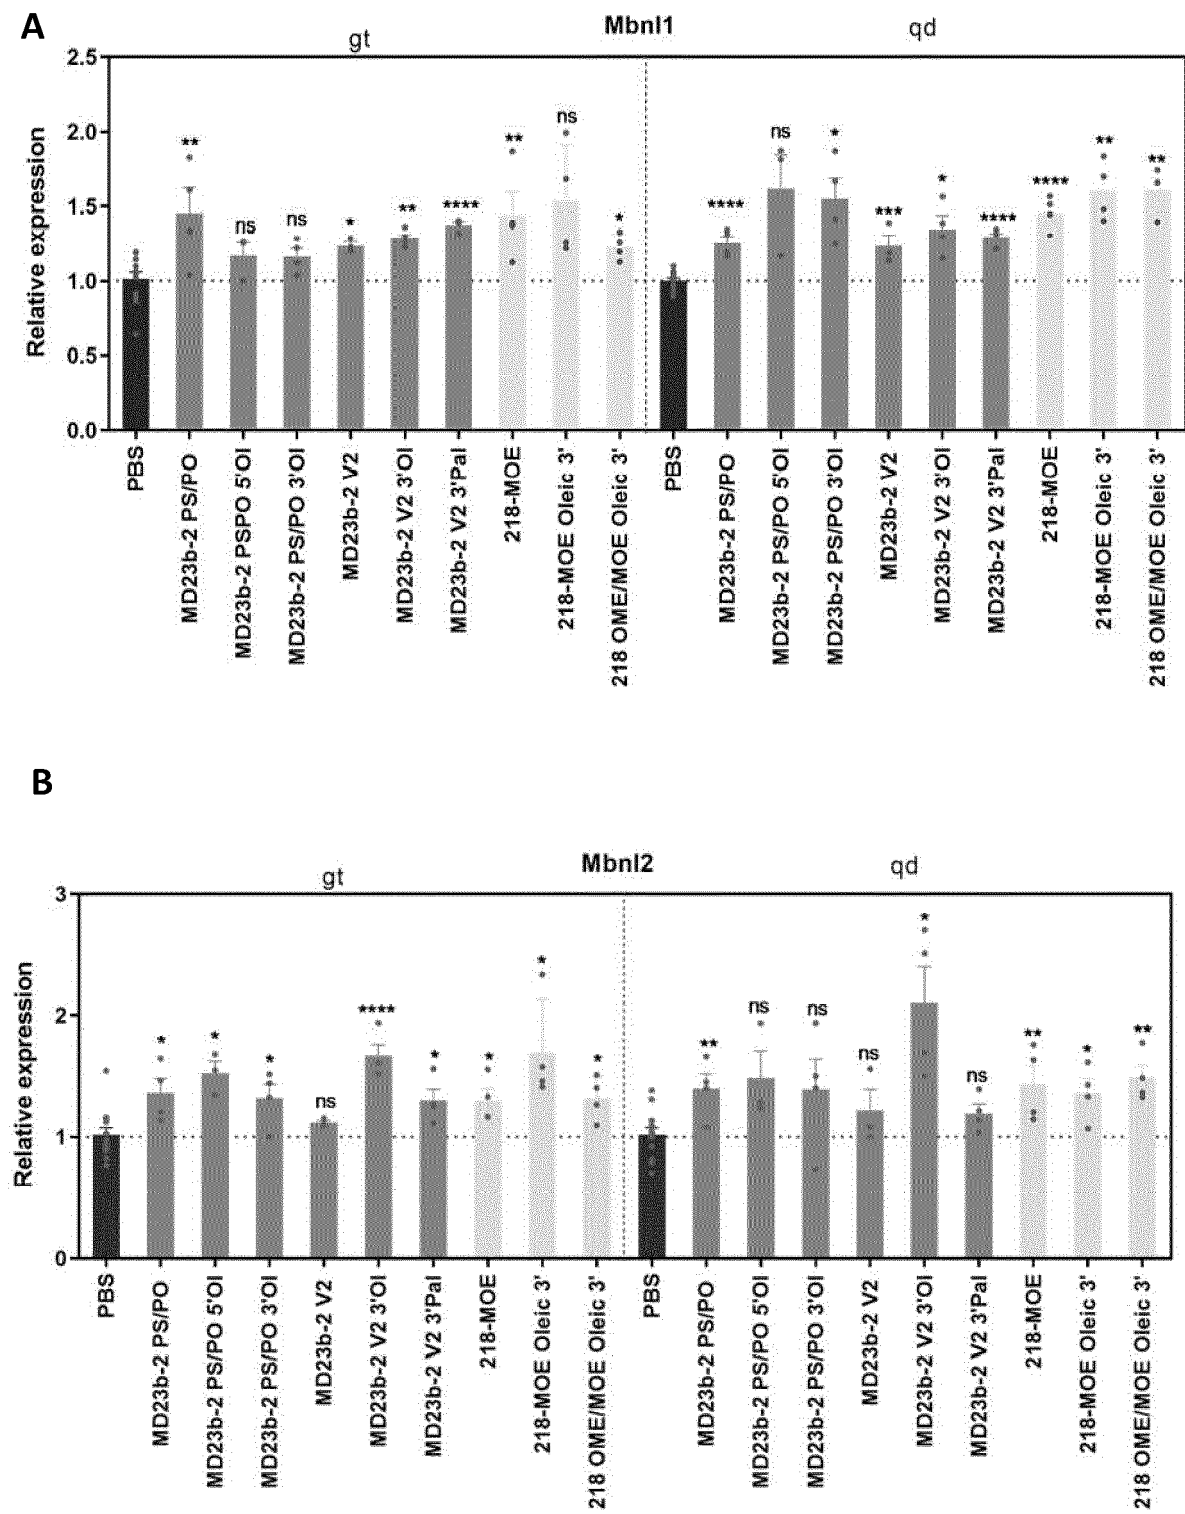 A
Mbnl1
gt
qd
Relative expression
2.5
2.0
1.5
1.0
0.5
0.0
**
ns
ns
*
**
****
**
ns
*
****
ns
*
***
*
****
****
**
**
PBS
MD23b-2 PS/PO
MD23b-2 PSPO 5'Ol
MD23b-2 PS/PO 3'Ol
MD23b-2 V2
MD23b-2 V2 3'Ol
MD23b-2 V2 3'Pal
218-MOE
218-MOE Oleic 3'
218 OME/MOE Oleic 3'
PBS
MD23b-2 PS/PO
MD23b-2 PS/PO 5'Ol
MD23b-2 PS/PO 3'Ol
MD23b-2 V2
MD23b-2 V2 3'Ol
MD23b-2 V2 3'Pal
218-MOE
218-MOE Oleic 3'
218 OME/MOE Oleic 3'
B
Mbnl2
gt
qd
Relative expression
3
2
1
0
*
*
*
ns
****
*
*
*
*
**
ns
ns
ns
*
ns
**
*
**
PBS
MD23b-2 PS/PO
MD23b-2 PS/PO 5'Ol
MD23b-2 PS/PO 3'Ol
MD23b-2 V2
MD23b-2 V2 3'Ol
MD23b-2 V2 3'Pal
218-MOE
218-MOE Oleic 3'
218 OME/MOE Oleic 3'
PBS
MD23b-2 PS/PO
MD23b-2 PS/PO 5'Ol
MD23b-2 PS/PO 3'Ol
MD23b-2 V2
MD23b-2 V2 3'Ol
MD23b-2 V2 3'Pal
218-MOE
218-MOE Oleic 3'
218 OME/MOE Oleic 3'